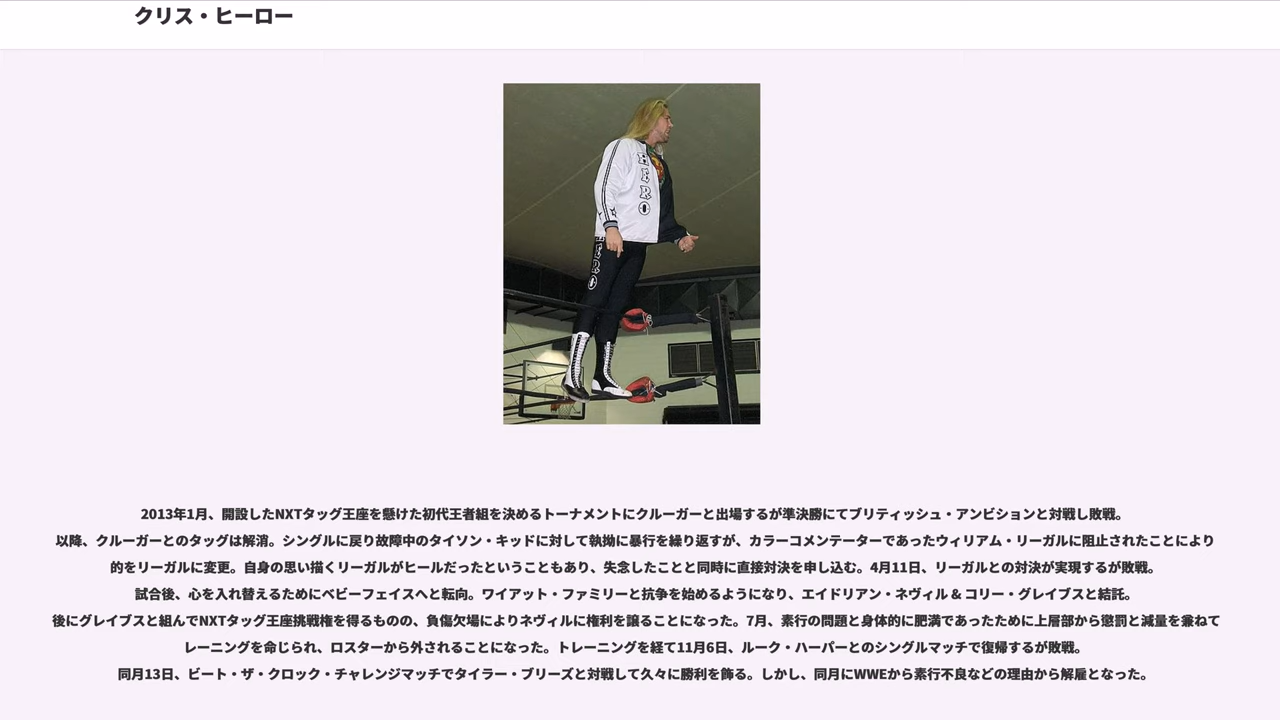 クリス・ヒーロー
HERO
HERO
2013年1月、開設したNXTタッグ王座を懸けた初代王者組を決めるトーナメントにクルーガーと出場するが準決勝にてブリティッシュ・アンビションと対戦し敗戦。
以降、クルーガーとのタッグは解消。シングルに戻り故障中のタイソン・キッドに対して執拗に暴行を繰り返すが、カラーコメンテーターであったウィリアム・リーガルに阻止されたことにより
的をリーガルに変更。自身の思い描くリーガルがヒールだったということもあり、失念したことと同時に直接対決を申し込む。4月11日、リーガルとの対決が実現するが敗戦。
試合後、心を入れ替えるためにベビーフェイスへと転向。ワイアット・ファミリーと抗争を始めるようになり、エイドリアン・ネヴィル & コリー・グレイブスと結託。
後にグレイブスと組んでNXTタッグ王座挑戦権を得るものの、負傷欠場によりネヴィルに権利を譲ることになった。7月、素行の問題と身体的に肥満であったために上層部から懲罰と減量を兼ねて
レーニングを命じられ、ロスターから外されることになった。トレーニングを経て11月6日、ルーク・ハーパーとのシングルマッチで復帰するが敗戦。
同月13日、ビート・ザ・クロック・チャレンジマッチでタイラー・ブリーズと対戦して久々に勝利を飾る。しかし、同月にWWEから素行不良などの理由から解雇となった。